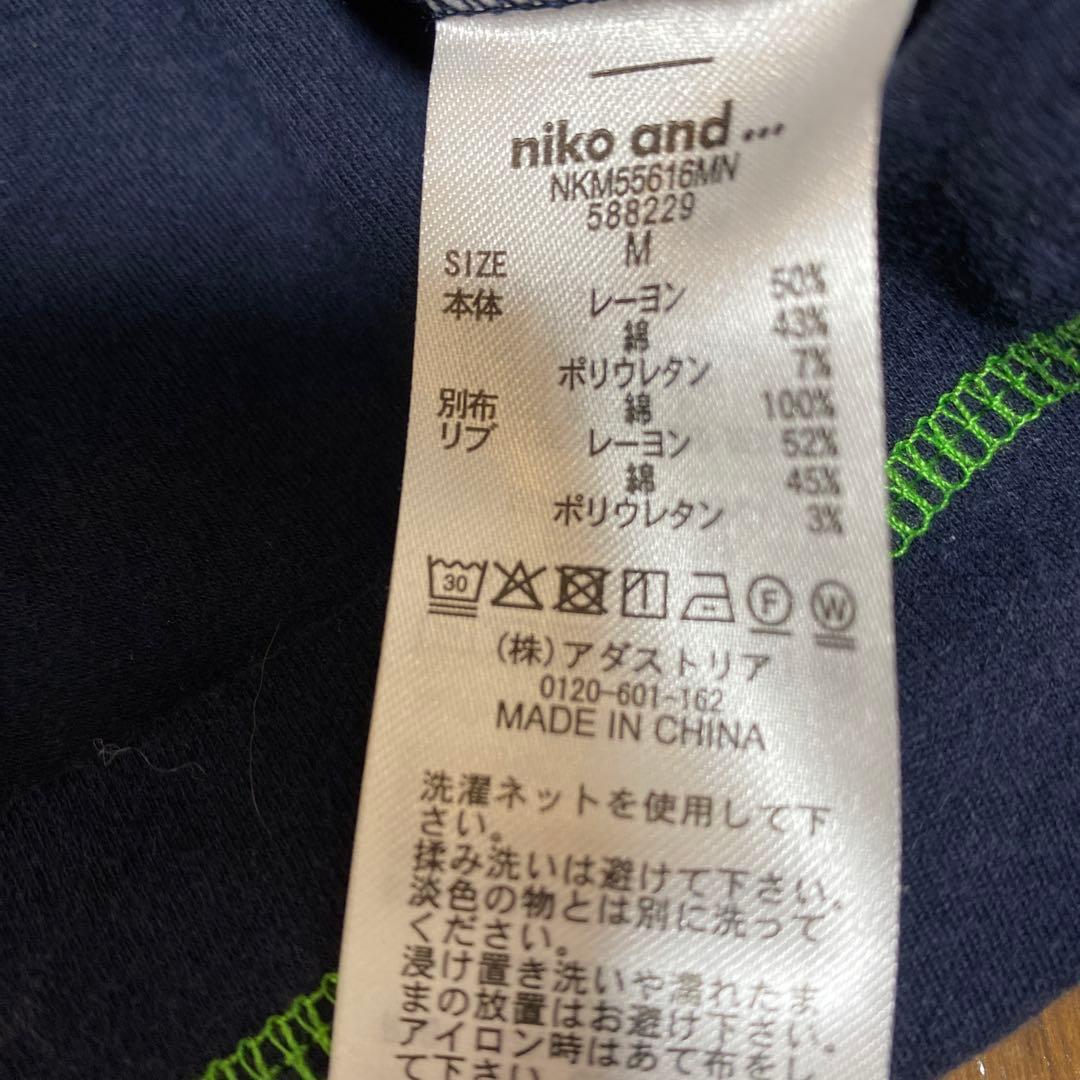 niko and ...
NKM55616MN
588229
SIZE M
本体 レーヨン 50%
綿 43%
ポリウレタン 7%
別布 綿 100%
リブ レーヨン 52%
綿 45%
ポリウレタン 3%
30 F W
(株)アダストリア
0120-601-162
MADE IN CHINA
洗濯ネットを使用して下
さい。
揉み洗いは避けて下さい。
淡色の物とは別に洗って
ください。
浸け置き洗いや濡れたま
まの放置はお避け下さい。
アイロン時はあて布をし
て下さい。